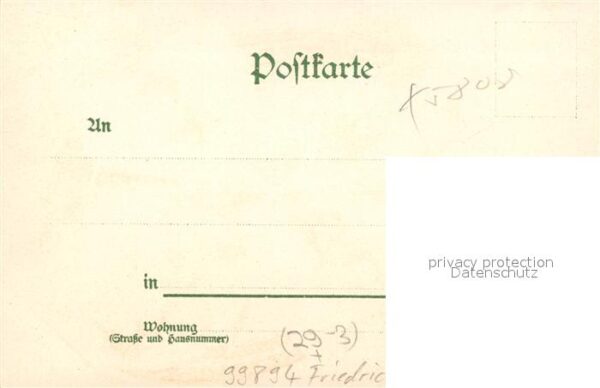 Postkarte
An
privacy protection
Datenschutz
in
Wohnung
(Straße und Hausnummer)
(29-3)
99894 Friedric